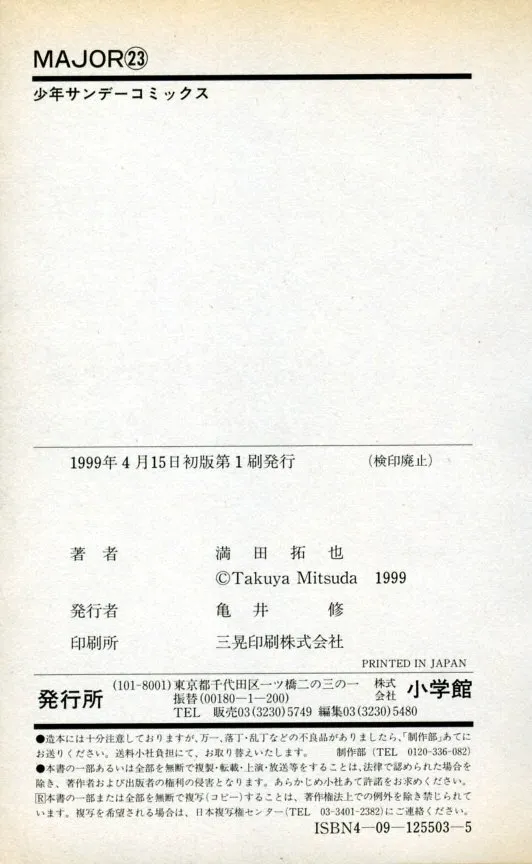 MAJOR㉓
少年サンデーコミックス
1999年4月15日初版第1刷発行 (検印廃止)
著者 満田拓也
©Takuya Mitsuda 1999
発行者 亀井 修
印刷所 三晃印刷株式会社
PRINTED IN JAPAN
発行所 (101-8001)東京都千代田区一ツ橋二の三の一 株式会社 小学館
振替(00180―1―200)
TEL 販売03(3230)5749 編集03(3230)5480
●造本には十分注意しておりますが、万一、落丁・乱丁などの不良品がありましたら、「制作部」あてに
お送りください。送料小社負担にて、お取り替えいたします。 制作部(TEL 0120-336-082)
●本書の一部あるいは全部を無断で複製・転載・上演・放送等をすることは、法律で認められた場合を
除き、著作者および出版者の権利の侵害となります。あらかじめ小社あて許諾をお求めください。
Ⓡ本書の一部または全部を無断で複写(コピー)することは、著作権法上での例外を除き禁じられて
います。複写を希望される場合は、日本複写権センター(TEL 03-3401-2382)にご連絡ください。
ISBN4―09―125503―5